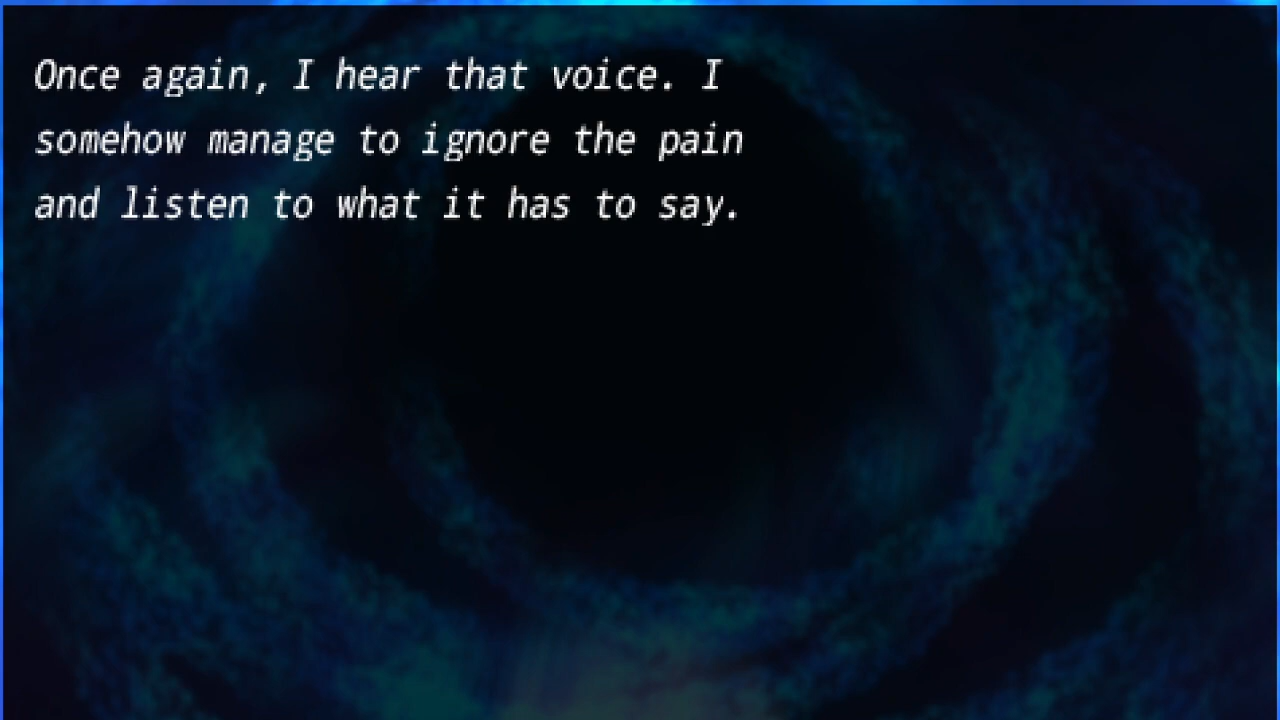 Once again, I hear that voice. I
somehow manage to ignore the pain
and listen to what it has to say.